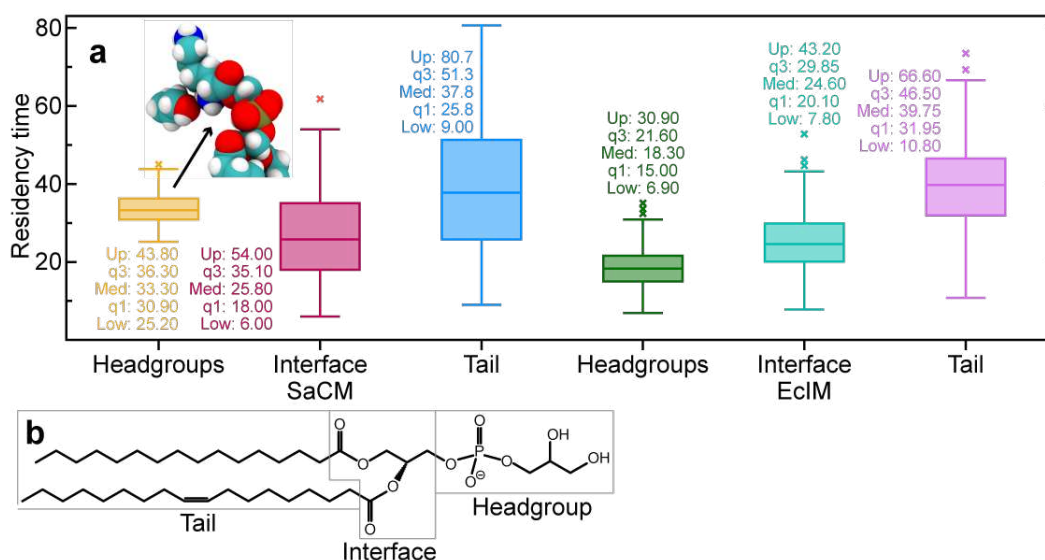 80
60
40
20
Residency time
a
Up: 43.80
q3: 36.30
Med: 33.30
q1: 30.90
Low: 25.20
Up: 54.00
q3: 35.10
Med: 25.80
q1: 18.00
Low: 6.00
Up: 80.7
q3: 51.3
Med: 37.8
q1: 25.8
Low: 9.00
Up: 30.90
q3: 21.60
Med: 18.30
q1: 15.00
Low: 6.90
Up: 43.20
q3: 29.85
Med: 24.60
q1: 20.10
Low: 7.80
Up: 66.60
q3: 46.50
Med: 39.75
q1: 31.95
Low: 10.80
Headgroups Interface Tail Headgroups Interface Tail
SaCM EclM
b
O
O
O
O
O
O
P
O
O
⊖
OH
OH
Tail
Interface
Headgroup